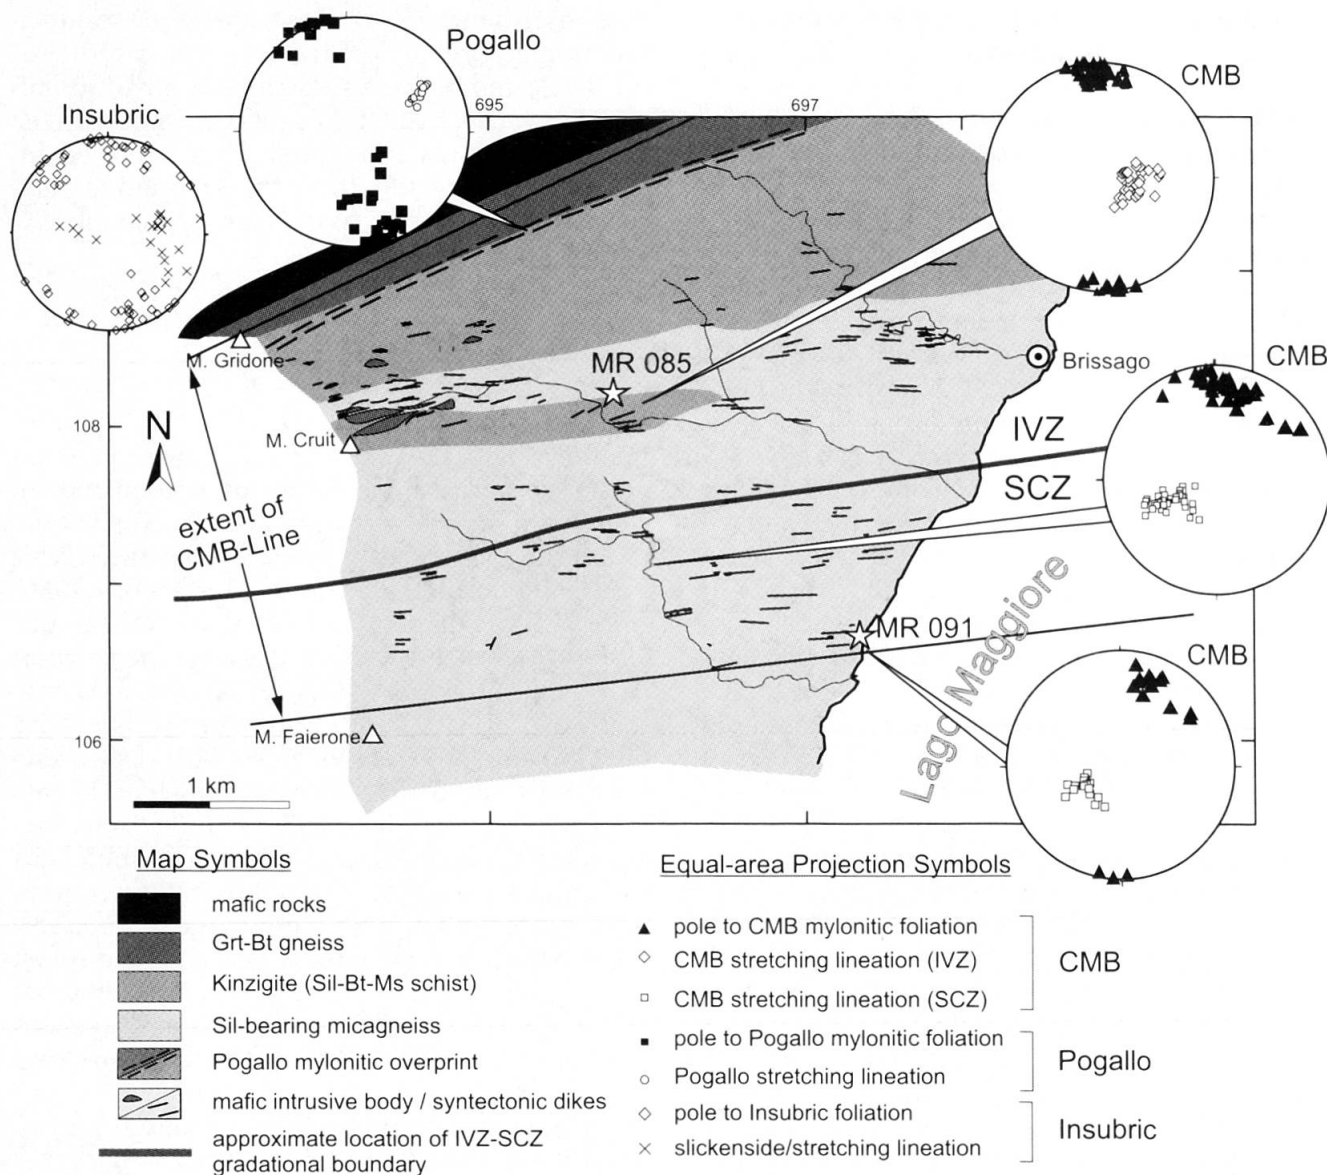 Pogallo
CMB
Insubric
695
697
M. Gridone
MR 085
Brissago
CMB
108
N
M. Cruit
IVZ
SCZ
extent of
CMB-Line
MR 091
CMB
Lago Maggiore
M. Faierone
106
1 km
Map Symbols
mafic rocks
Grt-Bt gneiss
Kinzigite (Sil-Bt-Ms schist)
Sil-bearing micagneiss
Pogallo mylonitic overprint
mafic intrusive body / syntectonic dikes
approximate location of IVZ-SCZ
gradational boundary
Equal-area Projection Symbols
pole to CMB mylonitic foliation
CMB stretching lineation (IVZ)
CMB stretching lineation (SCZ)
CMB
pole to Pogallo mylonitic foliation
Pogallo stretching lineation
Pogallo
pole to Insubric foliation
slickenside/stretching lineation
Insubric